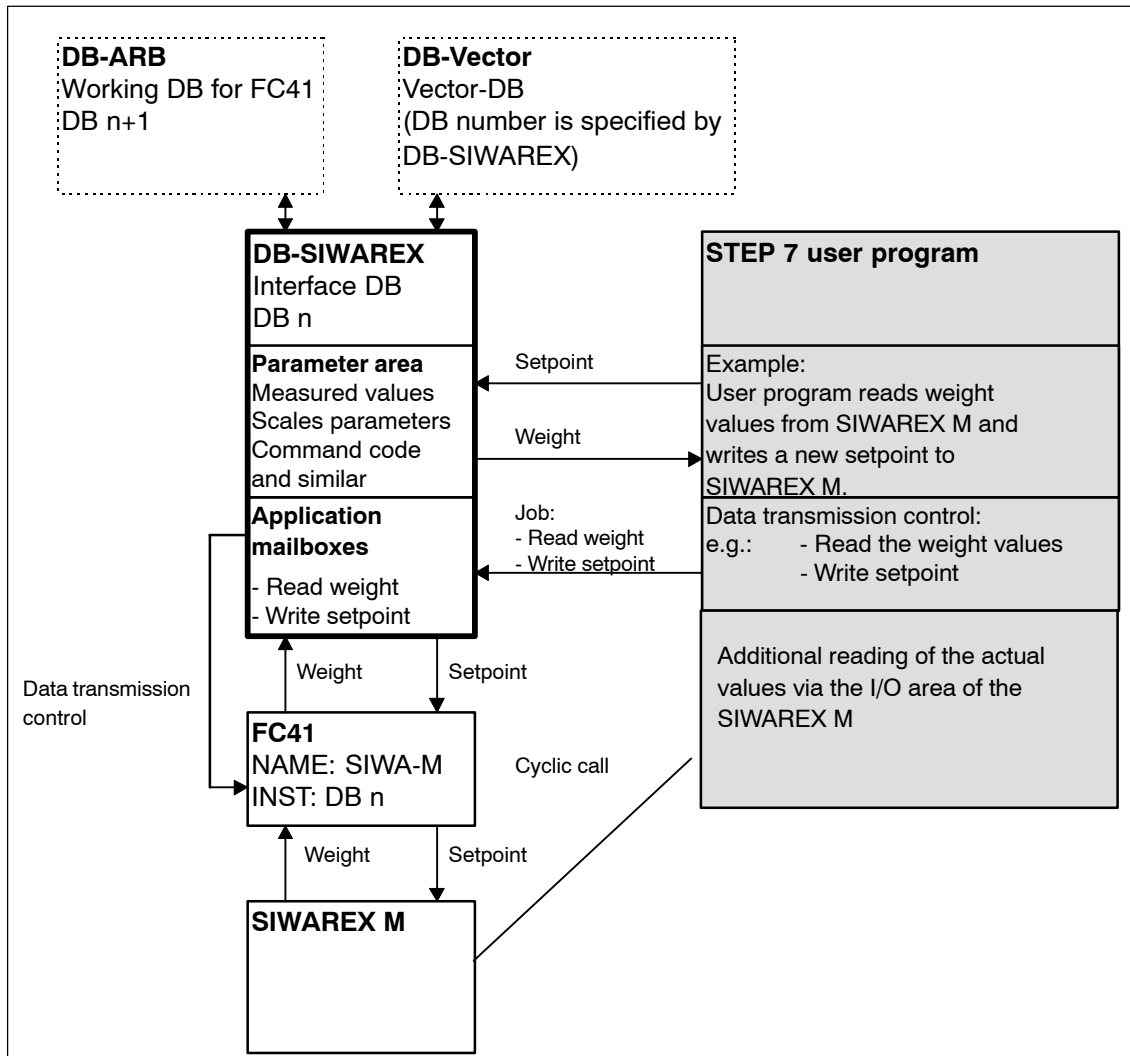 DB-ARB
Working DB for FC41
DB n+1
DB-Vector
Vector-DB
(DB number is specified by
DB-SIWAREX)
DB-SIWAREX
Interface DB
DB n
Parameter area
Measured values
Scales parameters
Command code
and similar
Application
mailboxes
- Read weight
- Write setpoint
Setpoint
Weight
Job:
- Read weight
- Write setpoint
STEP 7 user program
Example:
User program reads weight
values from SIWAREX M and
writes a new setpoint to
SIWAREX M.
Data transmission control:
e.g.: - Read the weight values
- Write setpoint
Additional reading of the actual
values via the I/O area of the
SIWAREX M
Data transmission
control
Weight
Setpoint
FC41
NAME: SIWA-M
INST: DB n
Cyclic call
Weight
Setpoint
SIWAREX M